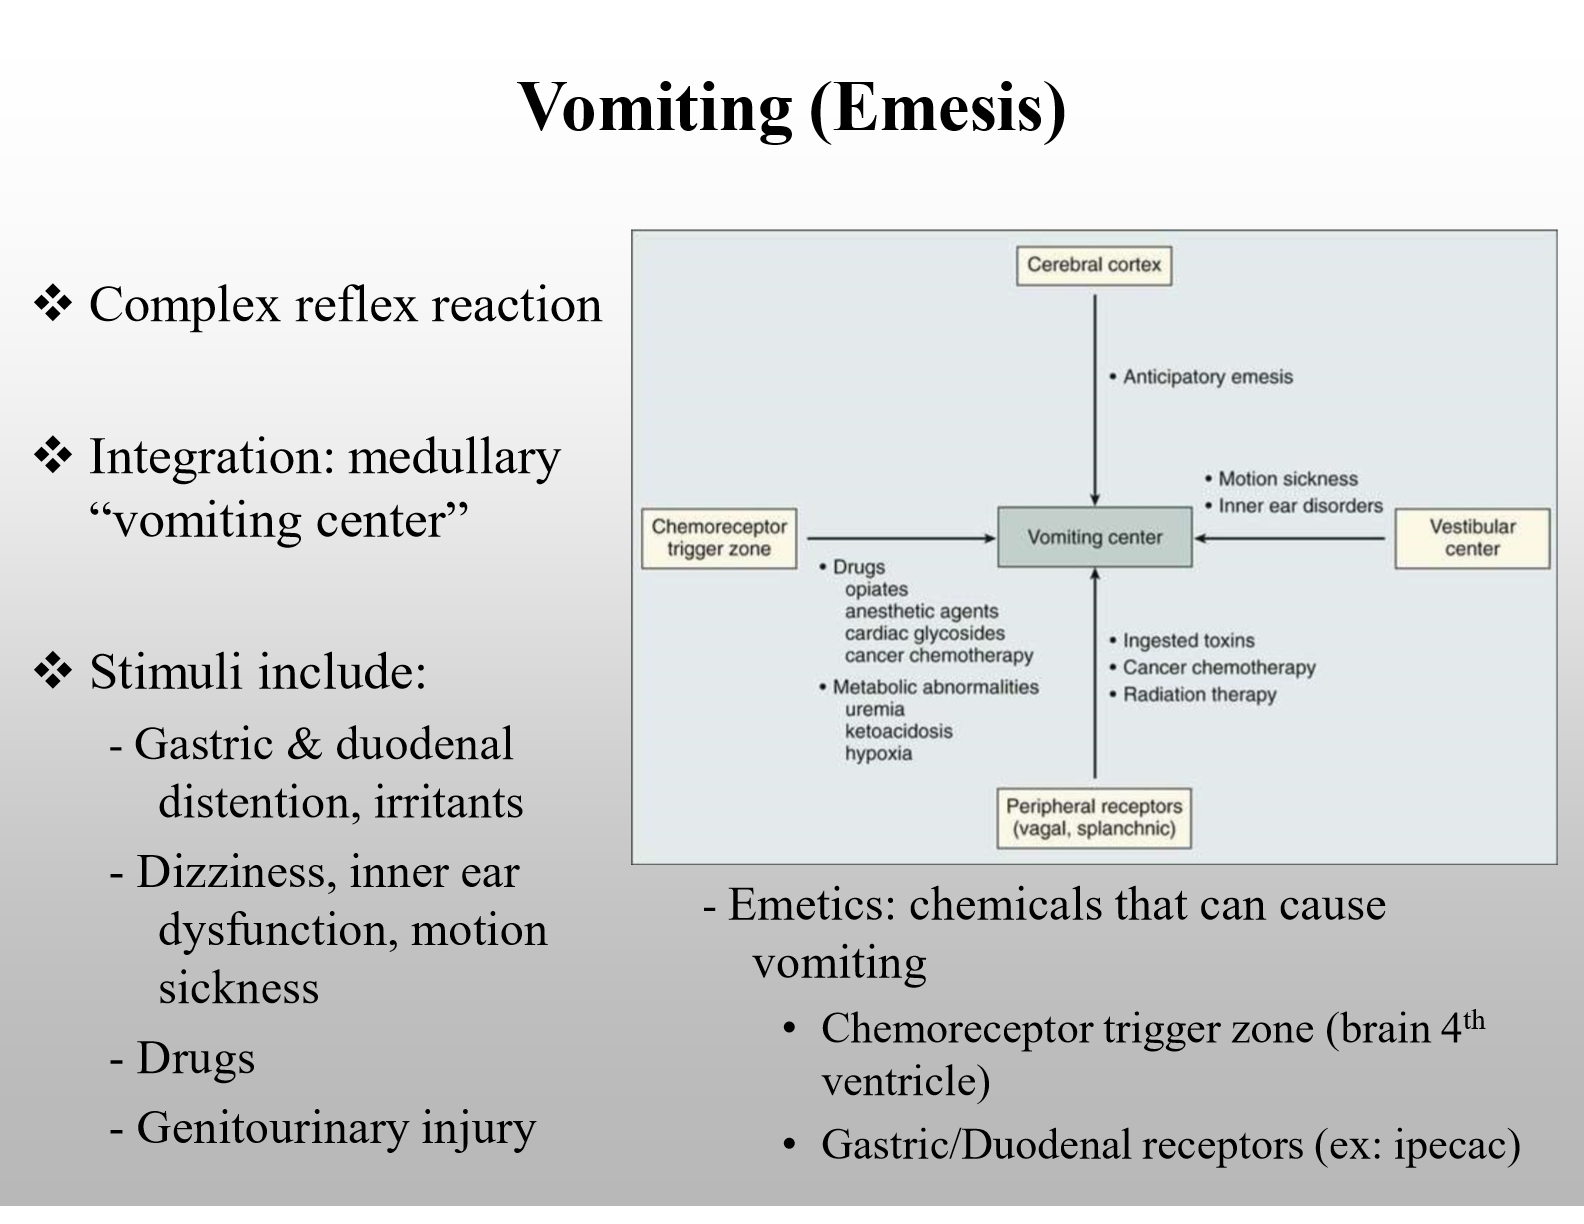 Vomiting (Emesis)
❖ Complex reflex reaction
❖ Integration: medullary
“vomiting center”
❖ Stimuli include:
- Gastric & duodenal
distention, irritants
- Dizziness, inner ear
dysfunction, motion
sickness
- Drugs
- Genitourinary injury
Cerebral cortex
• Anticipatory emesis
• Motion sickness
• Inner ear disorders
Chemoreceptor
trigger zone
Vomiting center
Vestibular
center
• Drugs
opiates
anesthetic agents
cardiac glycosides
cancer chemotherapy
• Metabolic abnormalities
uremia
ketoacidosis
hypoxia
• Ingested toxins
• Cancer chemotherapy
• Radiation therapy
Peripheral receptors
(vagal, splanchnic)
- Emetics: chemicals that can cause
vomiting
• Chemoreceptor trigger zone (brain 4th
ventricle)
• Gastric/Duodenal receptors (ex: ipecac)